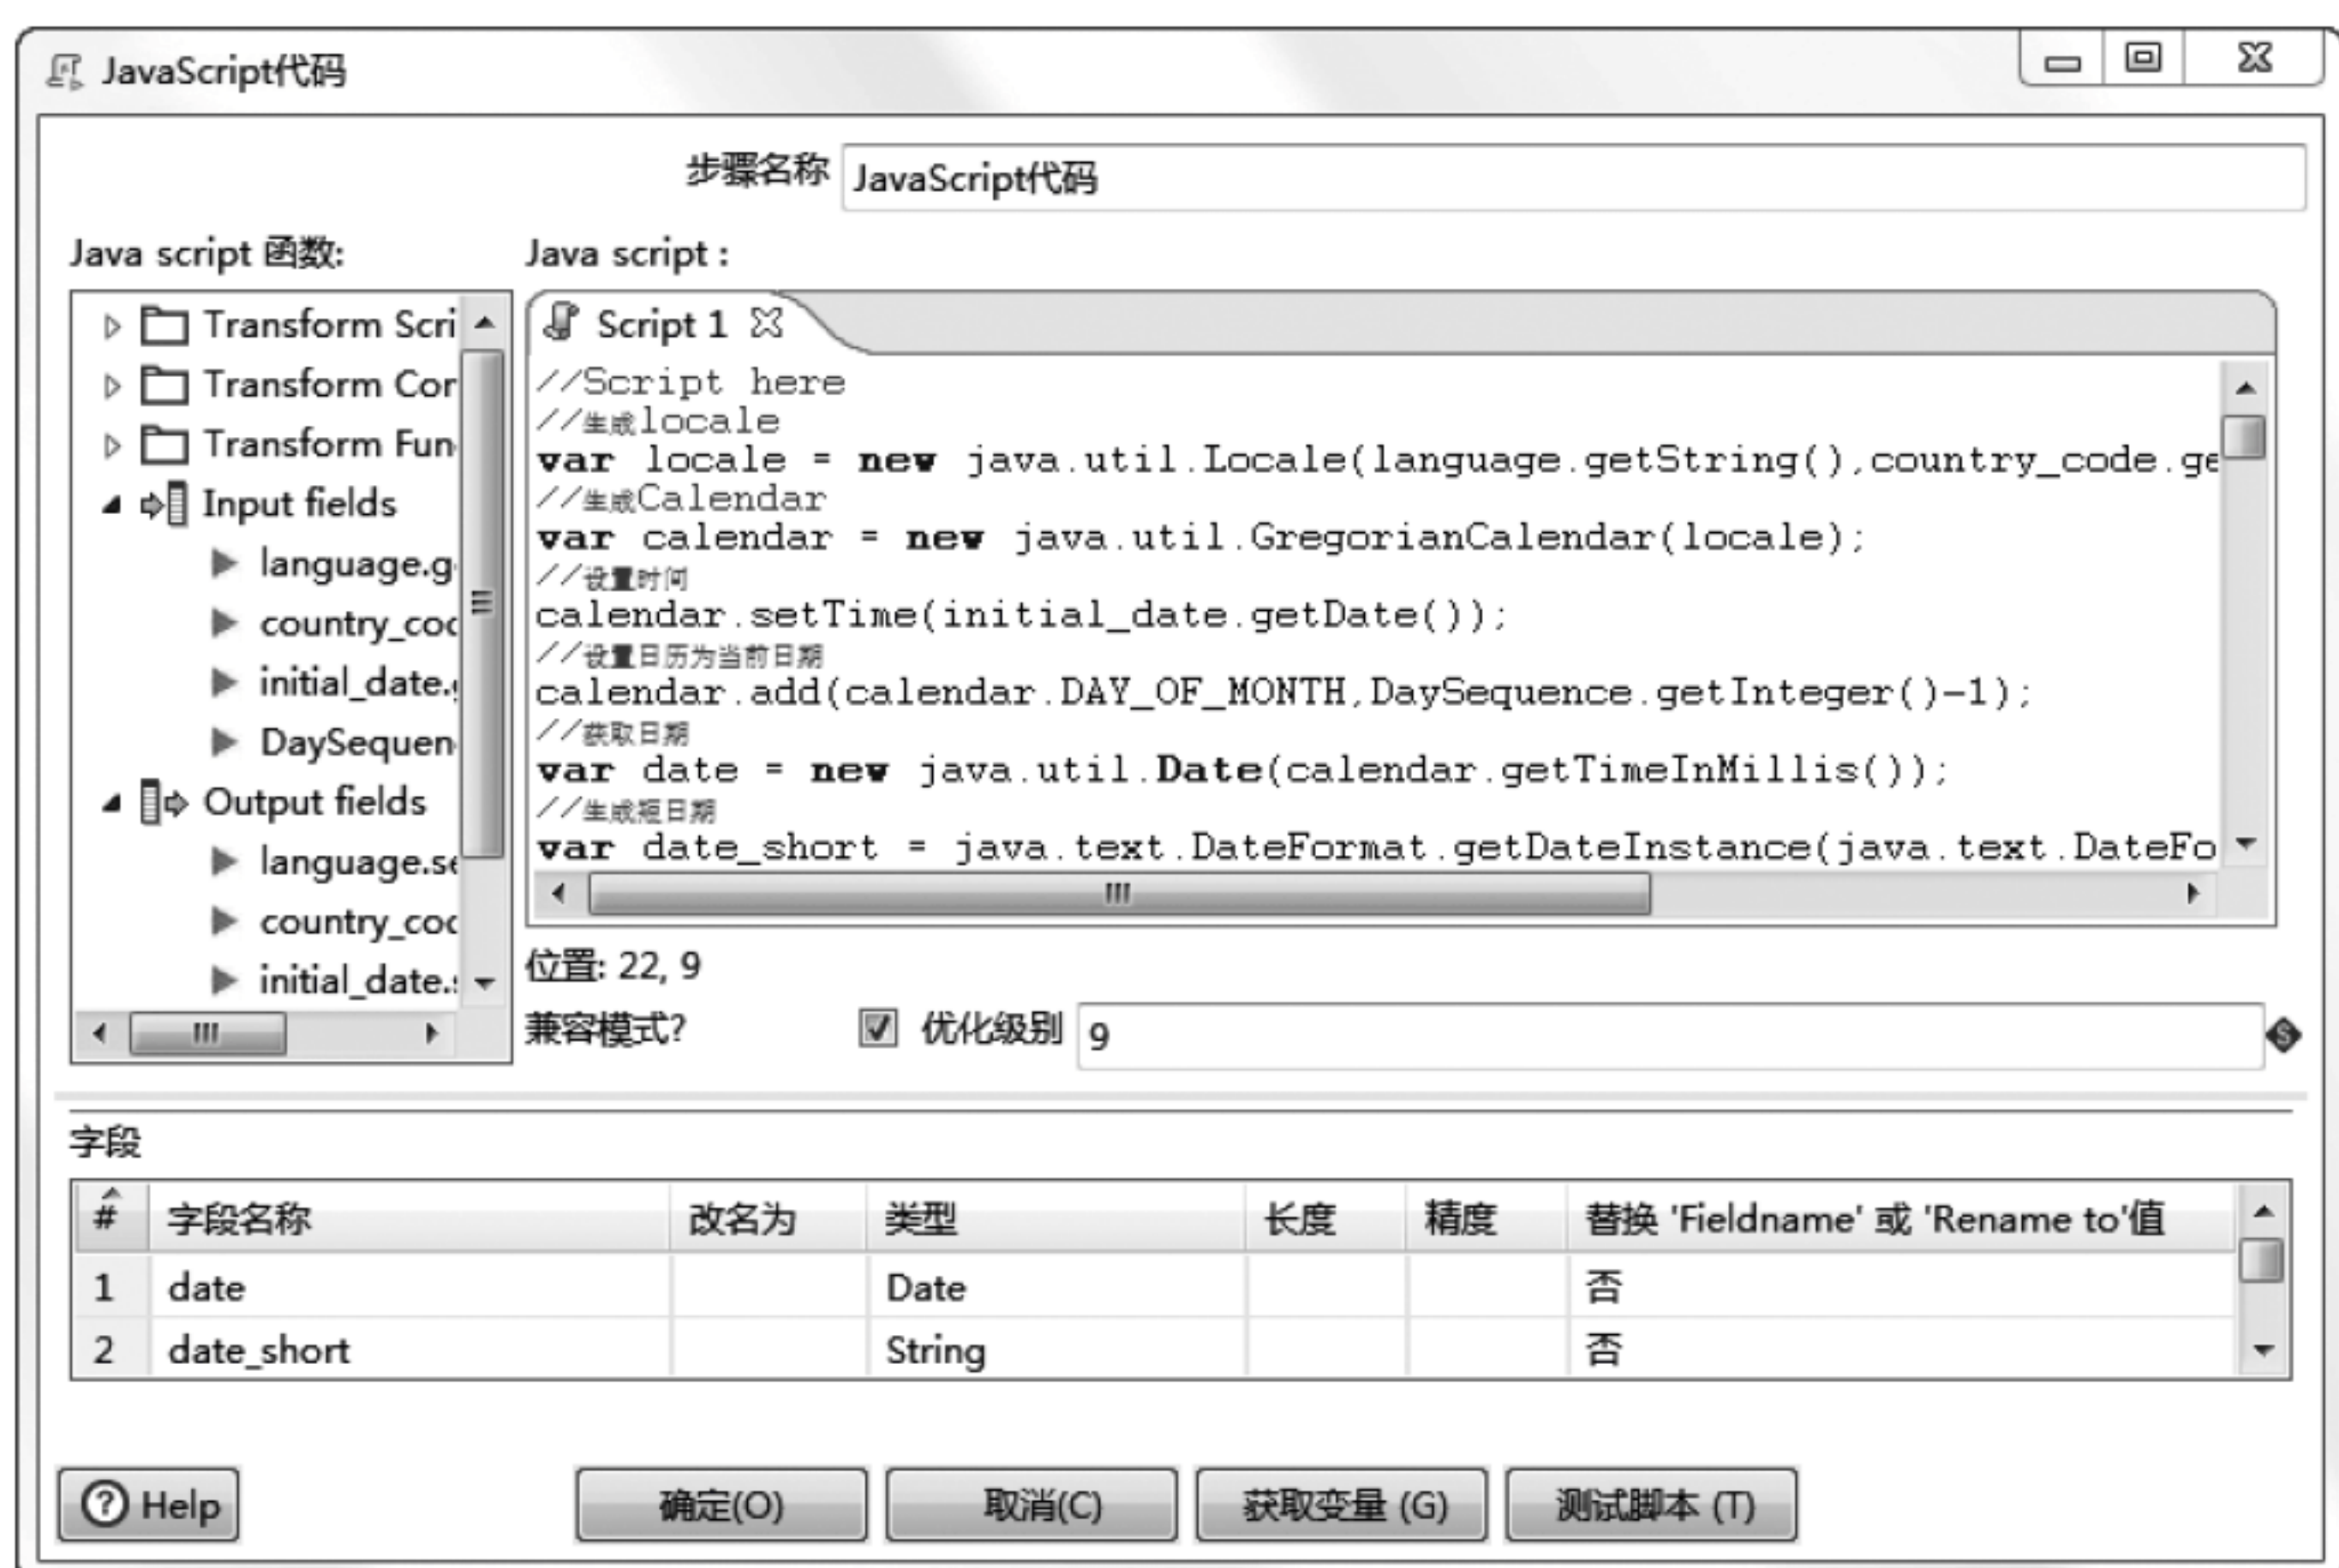 JavaScript代码
步骤名称 JavaScript代码
Java script 函数:
Transform Scri
Transform Cor
Transform Fun
Input fields
language.g
country_coc
initial_date.
DaySequen
Output fields
language.se
country_coc
initial_date.
Java script :
Script 1
//Script here
//生成locale
var locale = new java.util.Locale(language.getString(),country_code.ge
//生成Calendar
var calendar = new java.util.GregorianCalendar(locale);
//设置时间
calendar.setTime(initial_date.getDate());
//设置日历为当前日期
calendar.add(calendar.DAY_OF_MONTH,DaySequence.getInteger()-1);
//获取日期
var date = new java.util.Date(calendar.getTimeInMillis());
//生成短日期
var date_short = java.text.DateFormat.getDateInstance(java.text.DateFo
位置: 22, 9
兼容模式? 优化级别 9
字段
# 字段名称 改名为 类型 长度 精度 替换 'Fieldname' 或 'Rename to'值
1 date Date 否
2 date_short String 否
Help 确定(O) 取消(C) 获取变量 (G) 测试脚本 (T)